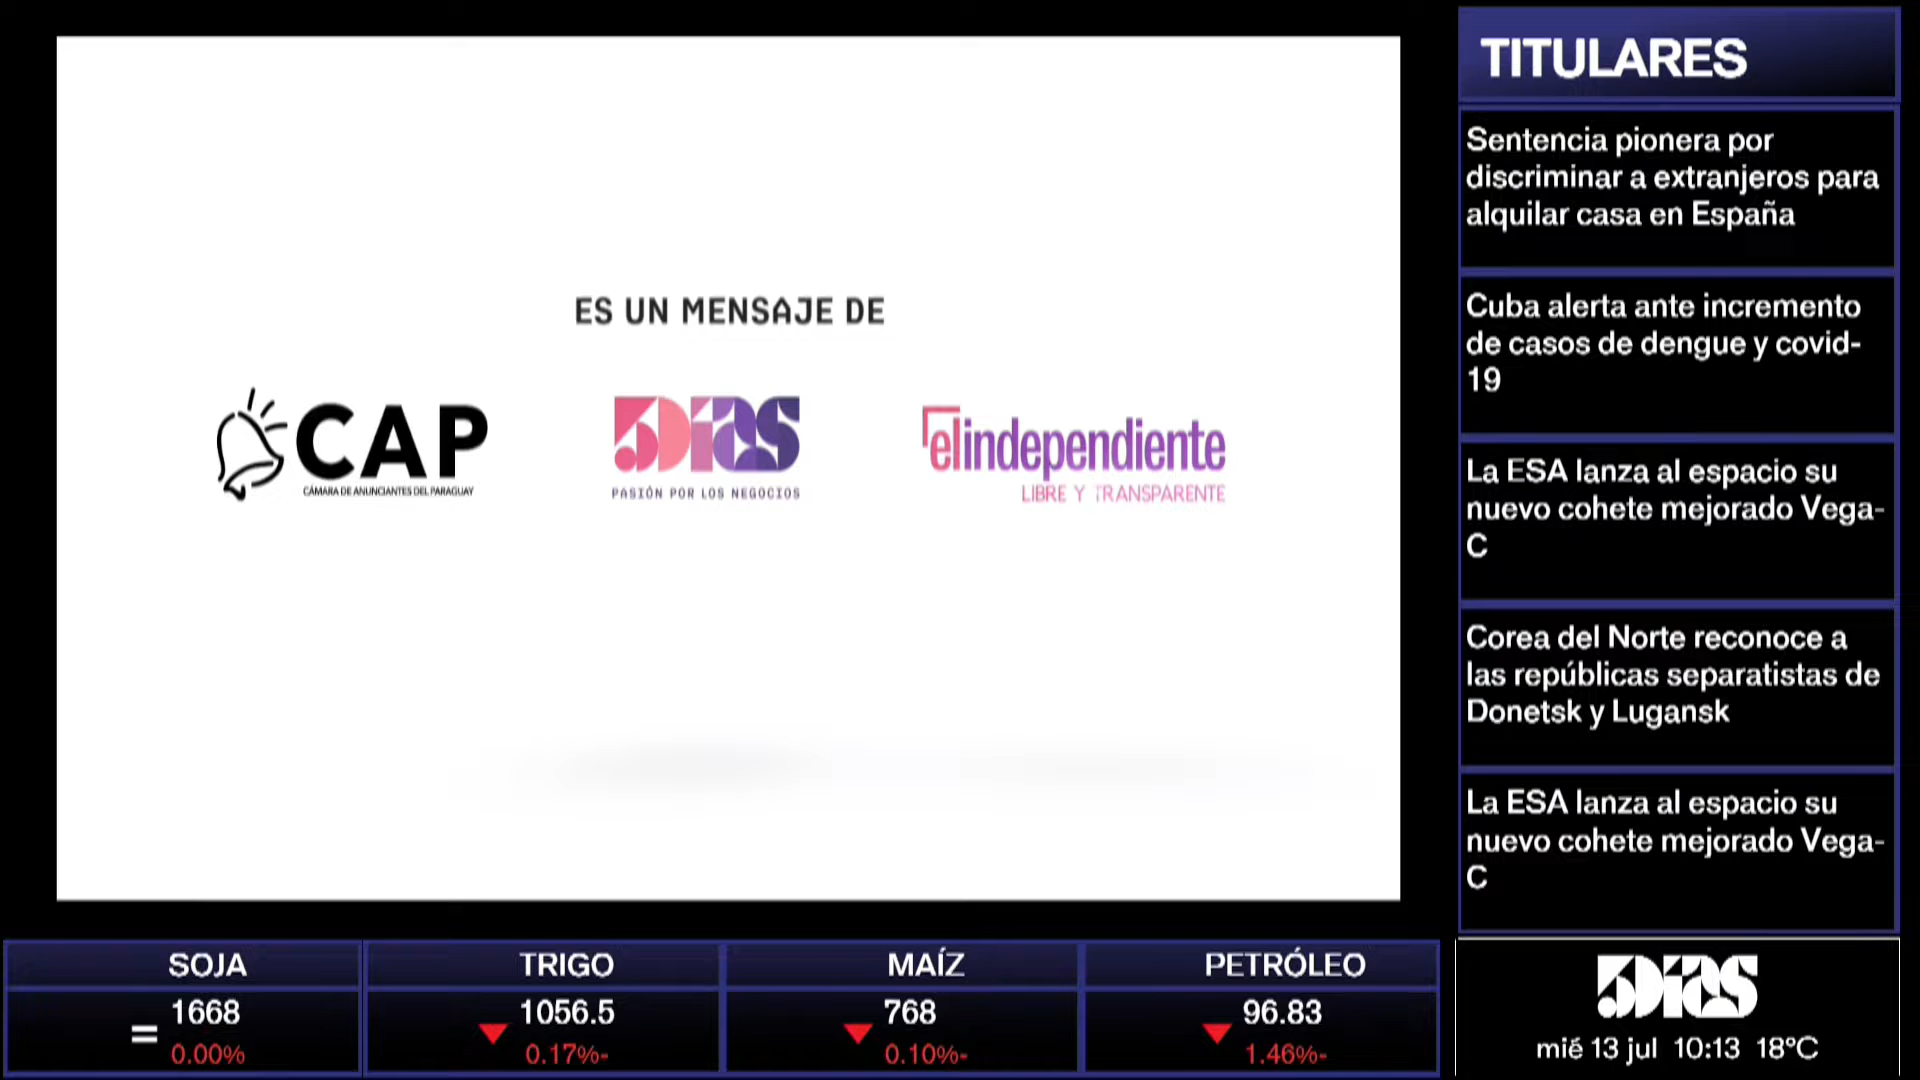 ES UN MENSAJE DE
CAP
CÁMARA DE ANUNCIANTES DEL PARAGUAY
5Días
PASIÓN POR LOS NEGOCIOS
elindependiente
LIBRE Y TRANSPARENTE
TITULARES
Sentencia pionera por
discriminar a extranjeros para
alquilar casa en España
Cuba alerta ante incremento
de casos de dengue y covid-
19
La ESA lanza al espacio su
nuevo cohete mejorado Vega-
C
Corea del Norte reconoce a
las repúblicas separatistas de
Donetsk y Lugansk
La ESA lanza al espacio su
nuevo cohete mejorado Vega-
C
SOJA
1668
0.00%
TRIGO
1056.5
0.17%-
MAÍZ
768
0.10%-
PETRÓLEO
96.83
1.46%-
5Días
mié 13 jul 10:13 18°C